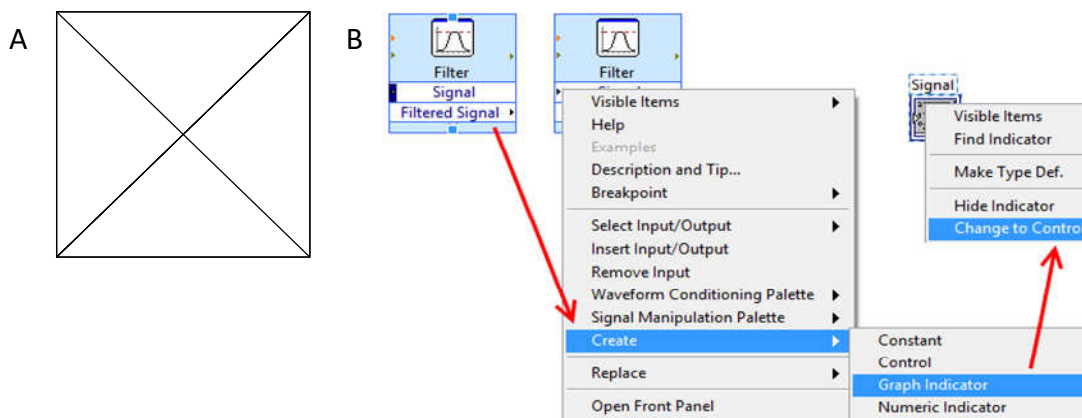 A
B
Filter
Signal
Filtered Signal
Filter
Visible Items
Help
Examples
Description and Tip...
Breakpoint
Select Input/Output
Insert Input/Output
Remove Input
Waveform Conditioning Palette
Signal Manipulation Palette
Create
Replace
Open Front Panel
Constant
Control
Graph Indicator
Numeric Indicator
Signal
Visible Items
Find Indicator
Make Type Def.
Hide Indicator
Change to Contro